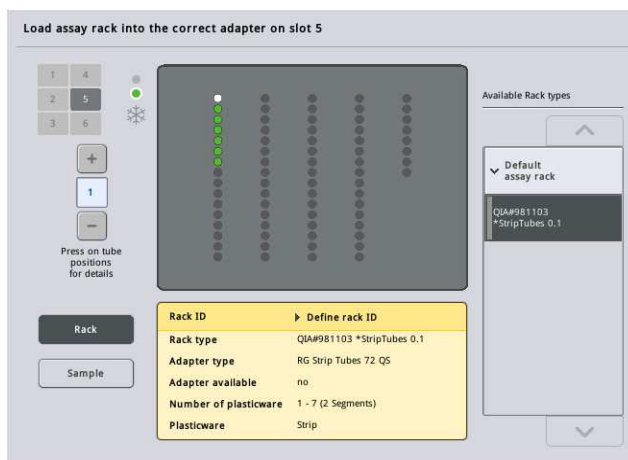 Load assay rack into the correct adapter on slot 5
1 4
2 5
3 6
+
1
−
Press on tube
positions
for details
Rack
Sample
Rack ID Define rack ID
Rack type QIA#981103 *StripTubes 0.1
Adapter type RG Strip Tubes 72 QS
Adapter available no
Number of plasticware 1 - 7 (2 Segments)
Plasticware Strip
Available Rack types
Default
assay rack
QIA#981103
*StripTubes 0.1